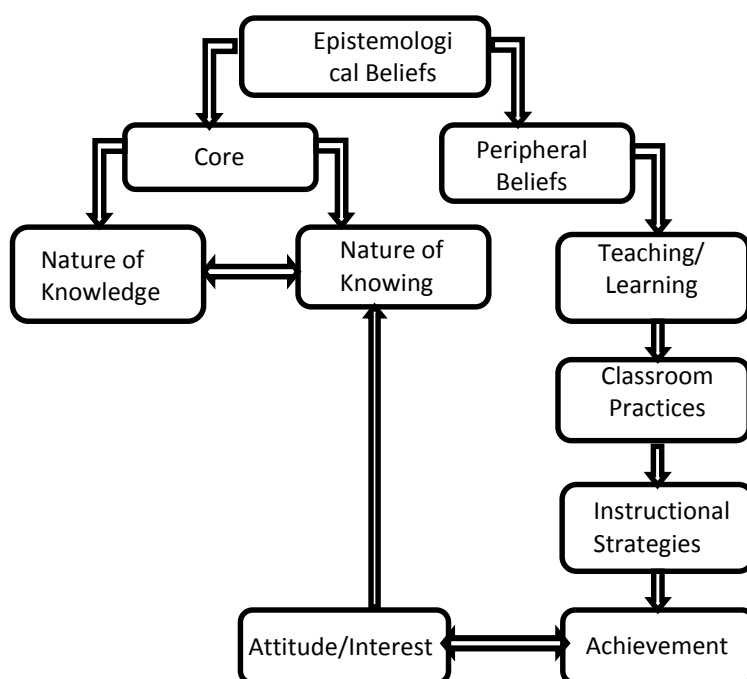 Epistemologi
cal Beliefs
Core
Peripheral
Beliefs
Nature of
Knowledge
Nature of
Knowing
Teaching/
Learning
Classroom
Practices
Instructional
Strategies
Attitude/Interest
Achievement